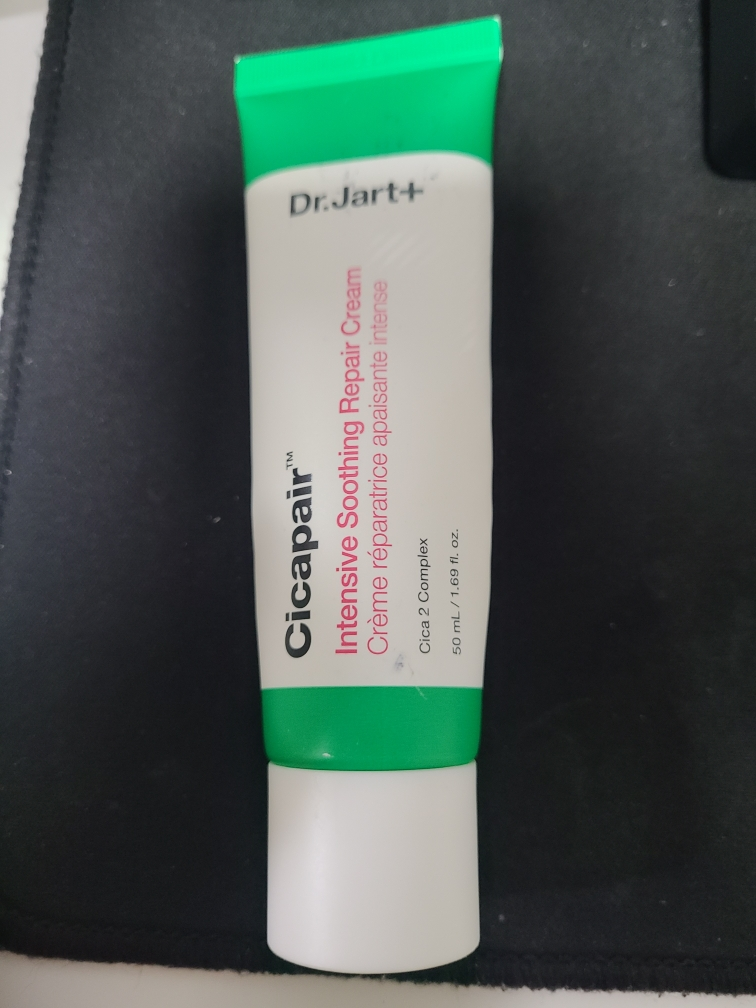 Dr.Jart+
Cicapair™
Intensive Soothing Repair Cream
Crème réparatrice apaisante intense
Cica 2 Complex
50 mL / 1.69 fl. oz.